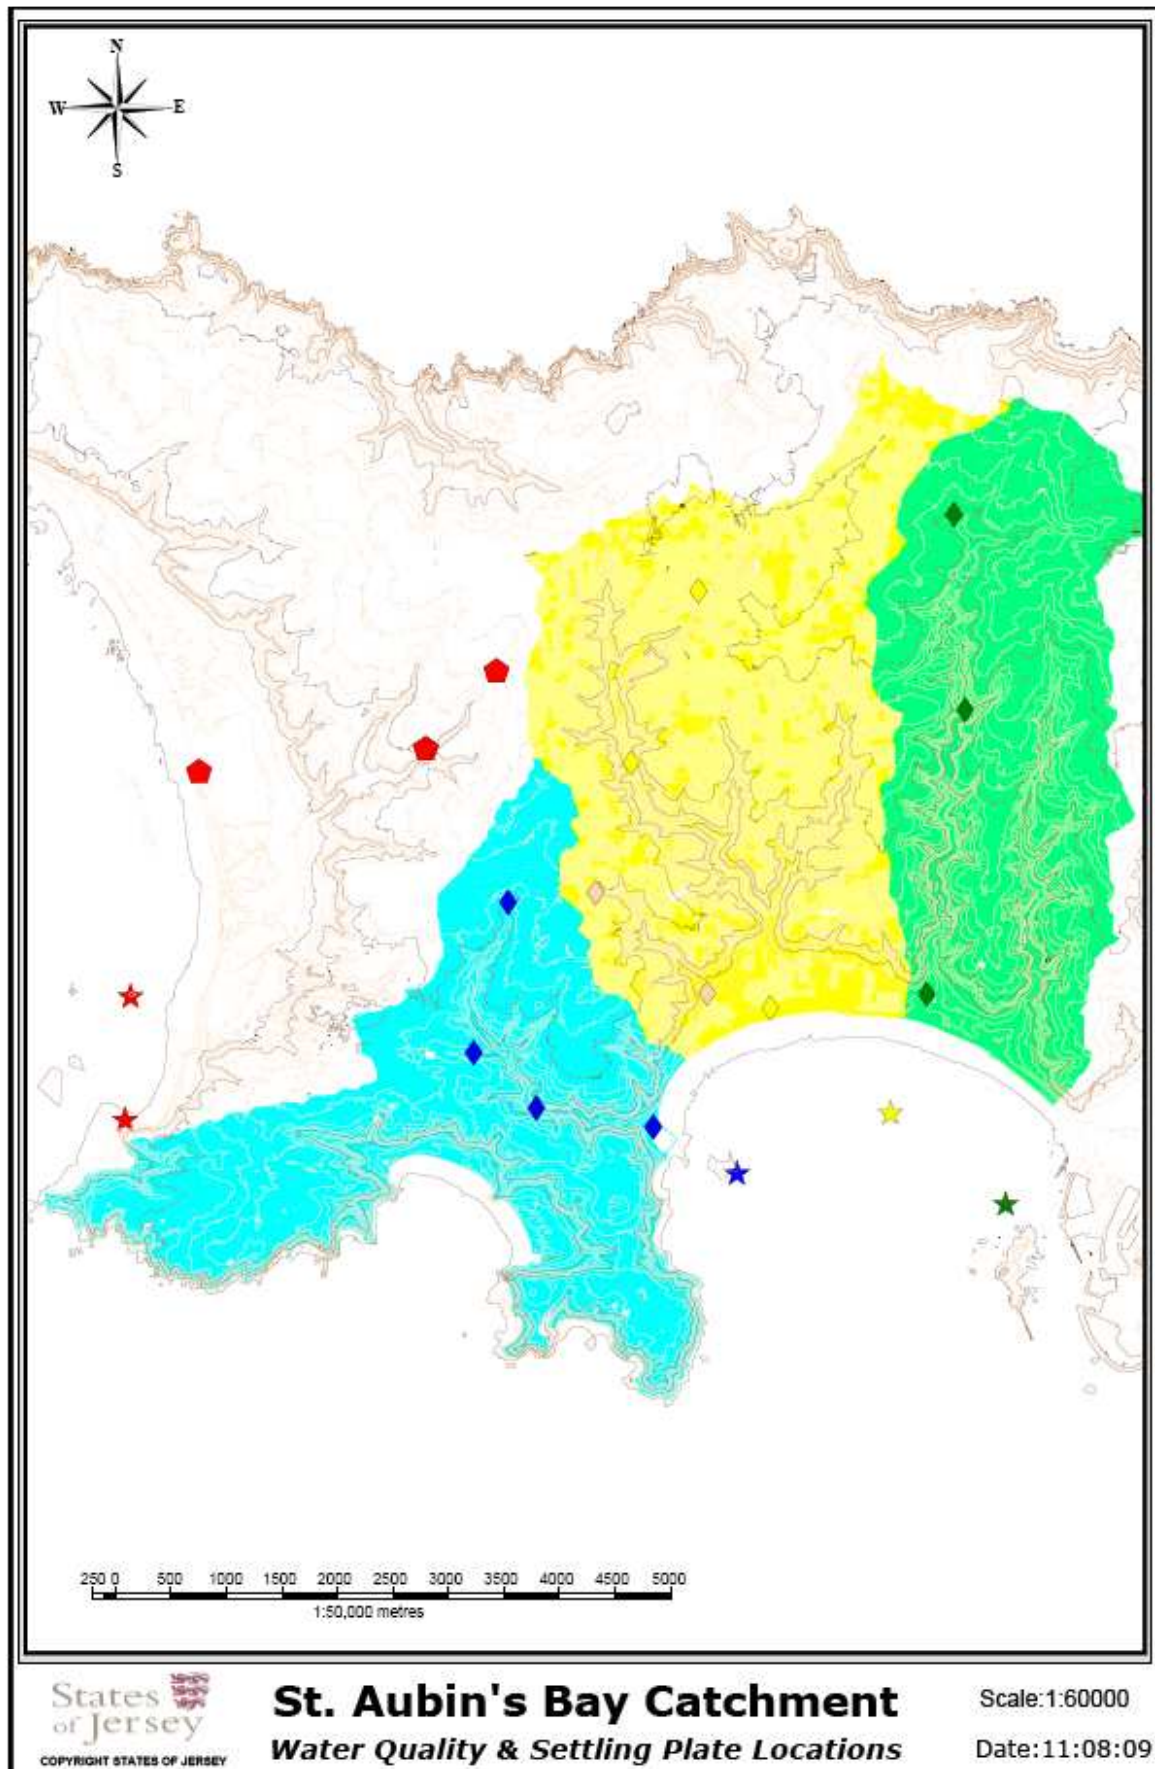 N
W E
S
250 0 500 1000 1500 2000 2500 3000 3500 4000 4500 5000
1:50,000 metres
States of Jersey
COPYRIGHT STATES OF JERSEY
St. Aubin's Bay Catchment
Water Quality & Settling Plate Locations
Scale:1:60000
Date:11:08:09